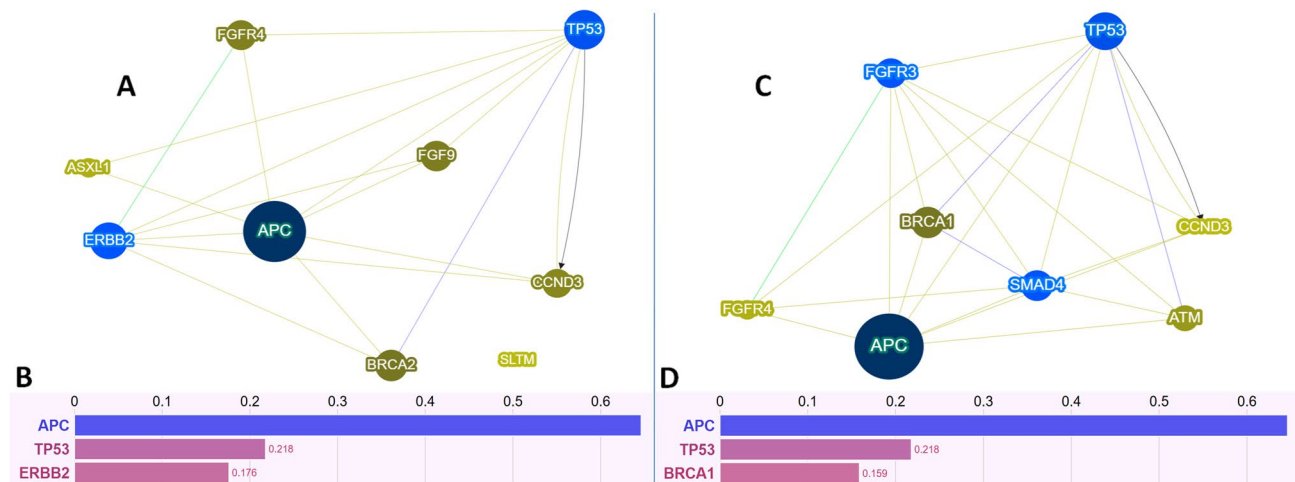 FGFR4
TP53
A
ASXL1
FGF9
ERBB2
APC
CCND3
BRCA2
SLTM
B
0 0.1 0.2 0.3 0.4 0.5 0.6
APC
TP53 0.218
ERBB2 0.176
TP53
FGFR3
C
BRCA1
CCND3
SMAD4
FGFR4
ATM
APC
D
0 0.1 0.2 0.3 0.4 0.5 0.6
APC
TP53 0.218
BRCA1 0.159